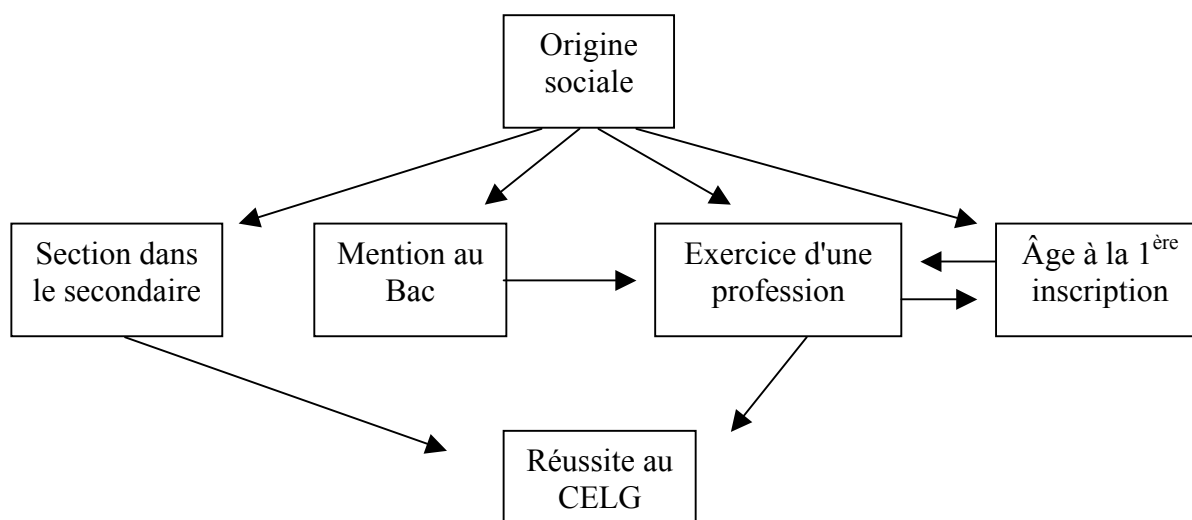 Origine
sociale
Section dans
le secondaire
Mention au
Bac
Exercice d'une
profession
Âge à la 1ère
inscription
Réussite au
CELG